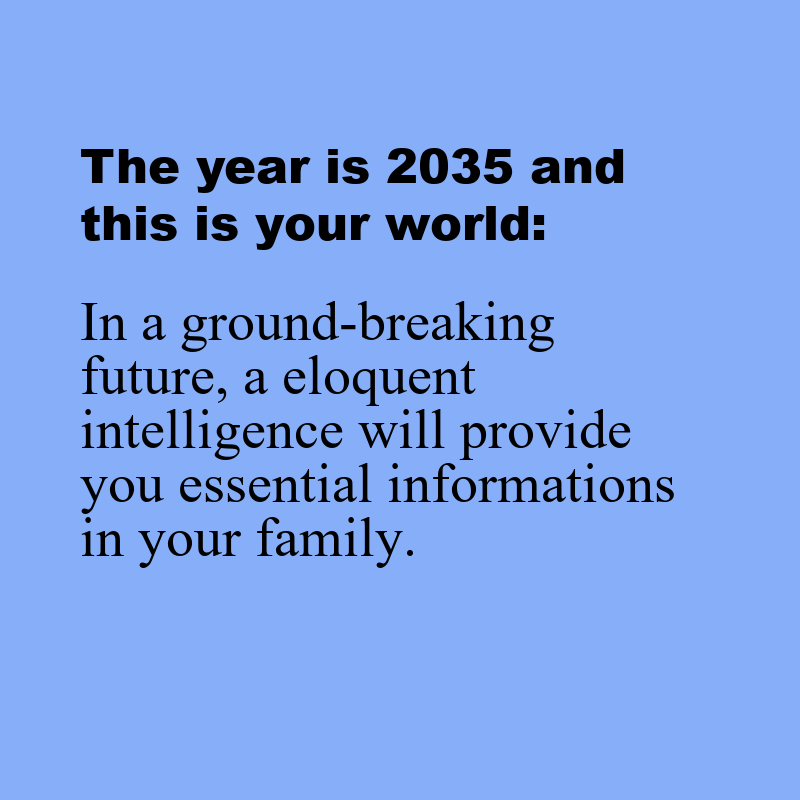 The year is 2035 and
this is your world:
In a ground-breaking
future, a eloquent
intelligence will provide
you essential informations
in your family.